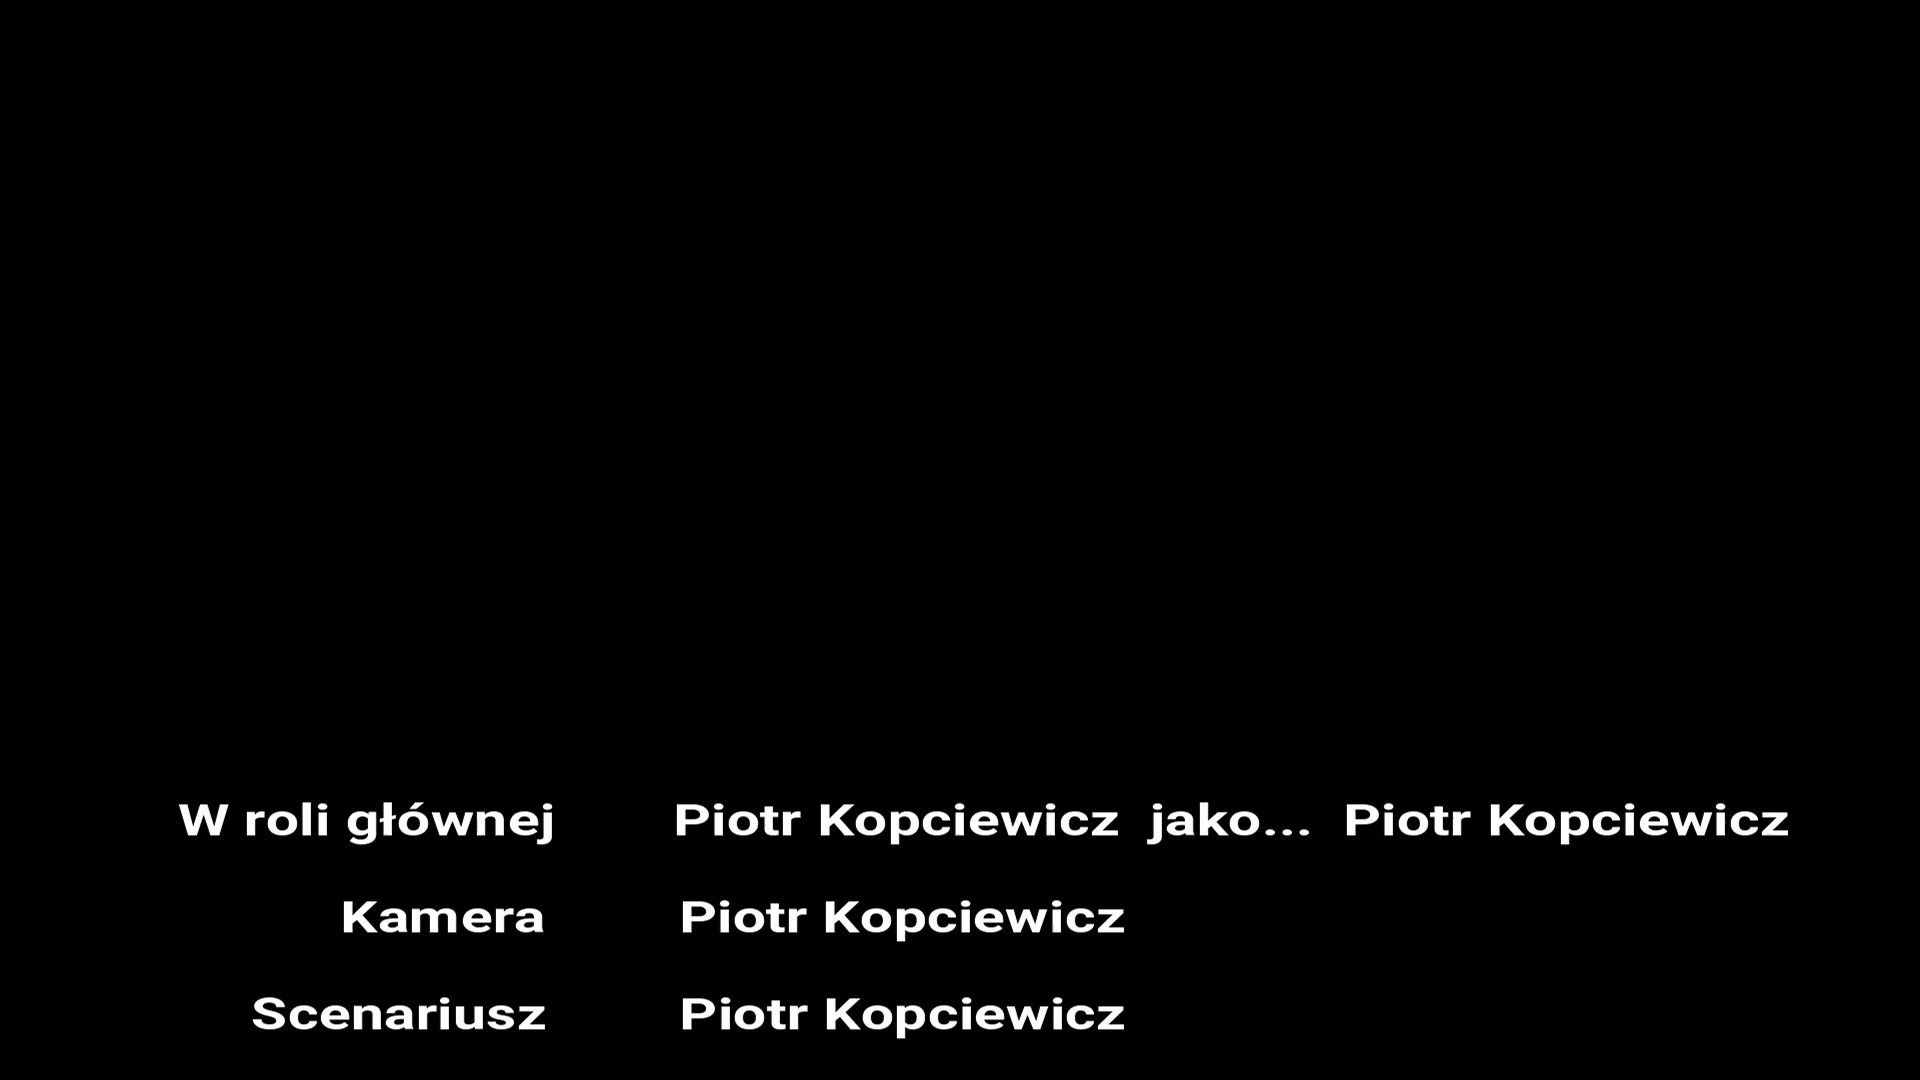 W roli głównej Piotr Kopciewicz jako... Piotr Kopciewicz
Kamera Piotr Kopciewicz
Scenariusz Piotr Kopciewicz